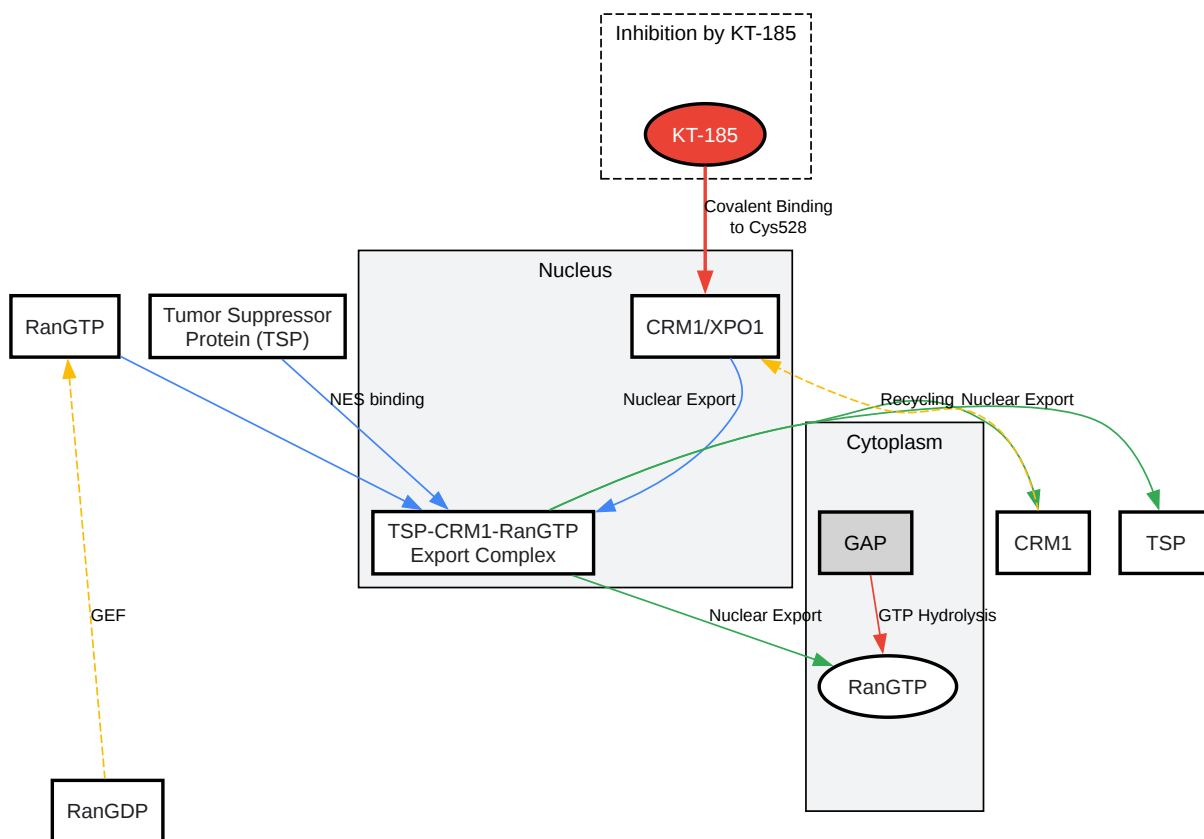 Inhibition by KT-185
KT-185
Covalent Binding
to Cys528
Nucleus
RanGTP
Tumor Suppressor
Protein (TSP)
CRM1/XPO1
NES binding
Nuclear Export
Recycling
Nuclear Export
Cytoplasm
TSP-CRM1-RanGTP
Export Complex
GAP
CRM1
TSP
GEF
Nuclear Export
GTP Hydrolysis
RanGTP
RanGDP